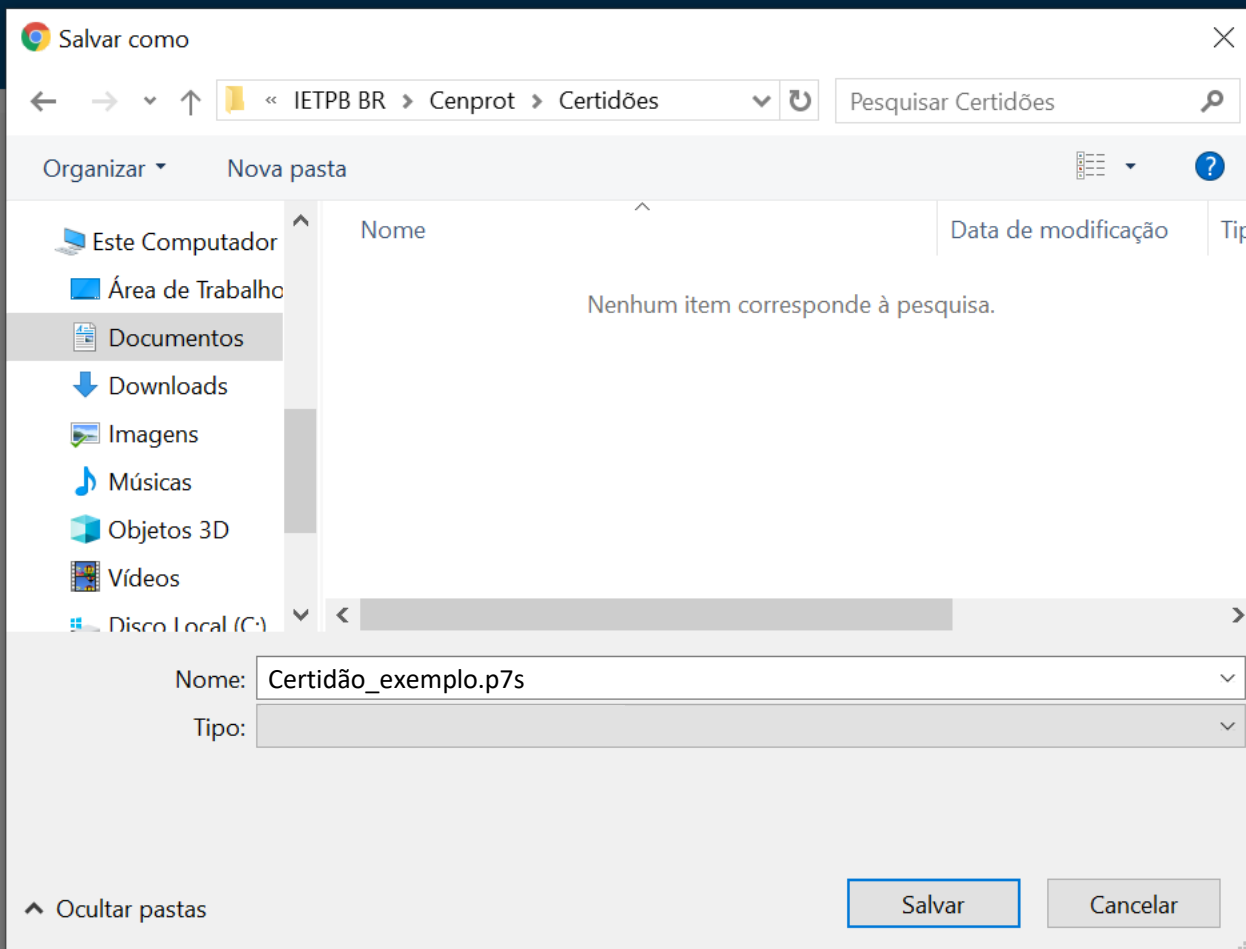 Salvar como
« IETPB BR > Cenprot > Certidões
Pesquisar Certidões
Organizar
Nova pasta
?
Este Computador
Área de Trabalho
Documentos
Downloads
Imagens
Músicas
Objetos 3D
Vídeos
Disco Local (C:)
Nome
Data de modificação
Tip
Nenhum item corresponde à pesquisa.
Nome: Certidão_exemplo.p7s
Tipo:
Ocultar pastas
Salvar
Cancelar